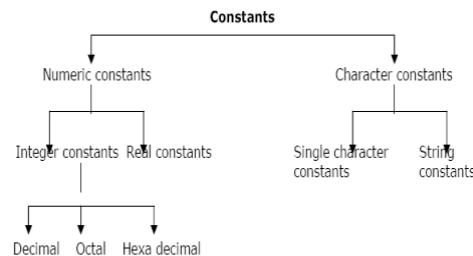 Constants
Numeric constants Character constants
Integer constants Real constants Single character constants String constants
Decimal Octal Hexa decimal